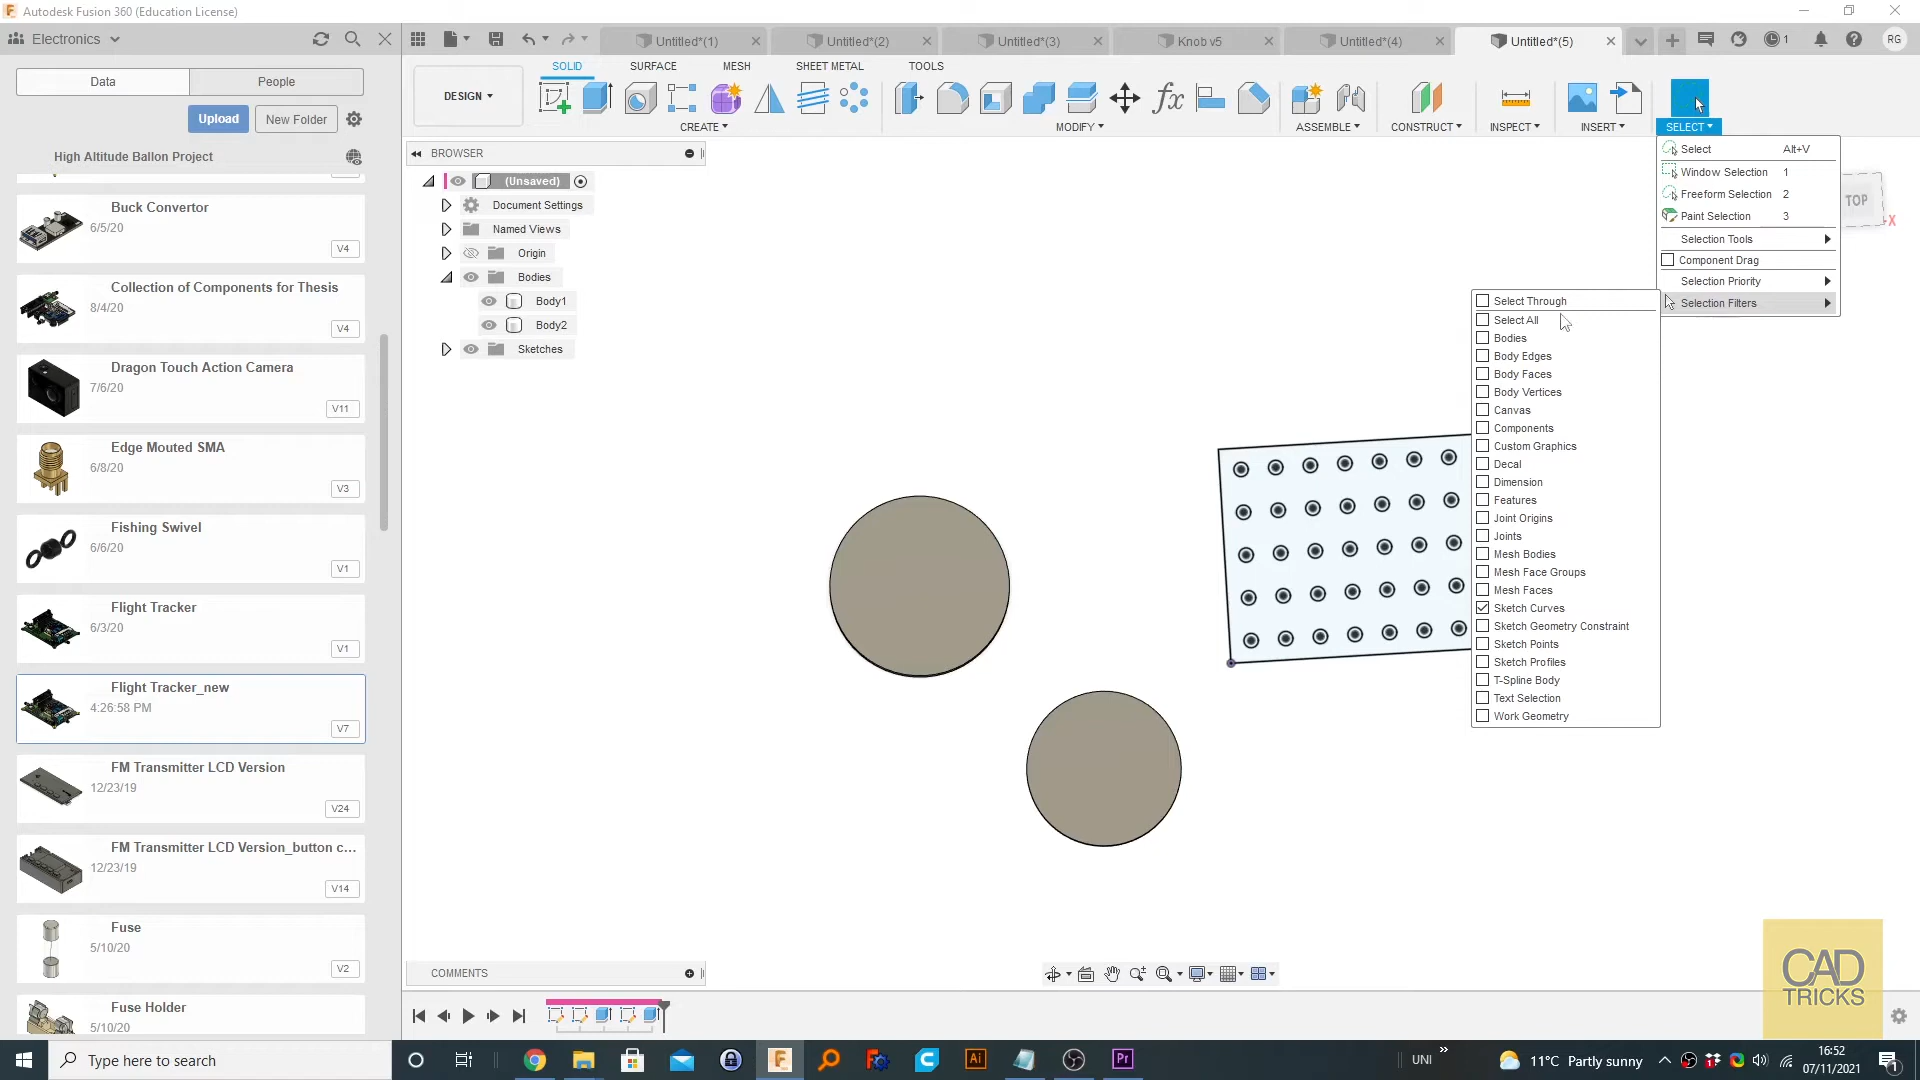 Autodesk Fusion 360 (Education License)
Electronics
Untitled*(1)
Untitled*(2)
Untitled*(3)
Knob v5
Untitled*(4)
Untitled*(5)
1
RG
Data
People
Upload
New Folder
High Altitude Ballon Project
Buck Convertor
6/5/20
V4
Collection of Components for Thesis
8/4/20
V4
Dragon Touch Action Camera
7/6/20
V11
Edge Mouted SMA
6/8/20
V3
Fishing Swivel
6/6/20
V1
Flight Tracker
6/3/20
V1
Flight Tracker_new
4:26:58 PM
V7
FM Transmitter LCD Version
12/23/19
V24
FM Transmitter LCD Version_button c...
12/23/19
V14
Fuse
5/10/20
V2
Fuse Holder
5/10/20
DESIGN
SOLID
SURFACE
MESH
SHEET METAL
TOOLS
CREATE
MODIFY
ASSEMBLE
CONSTRUCT
INSPECT
INSERT
SELECT
BROWSER
(Unsaved)
Document Settings
Named Views
Origin
Bodies
Body1
Body2
Sketches
Select Alt+V
Window Selection 1
Freeform Selection 2
Paint Selection 3
Selection Tools
Component Drag
Selection Priority
Selection Filters
TOP
X
Select Through
Select All
Bodies
Body Edges
Body Faces
Body Vertices
Canvas
Components
Custom Graphics
Decal
Dimension
Features
Joint Origins
Joints
Mesh Bodies
Mesh Face Groups
Mesh Faces
Sketch Curves
Sketch Geometry Constraint
Sketch Points
Sketch Profiles
T-Spline Body
Text Selection
Work Geometry
COMMENTS
CAD
TRICKS
Type here to search
Ai
Pr
UNI
11°C Partly sunny
16:52
07/11/2021
1